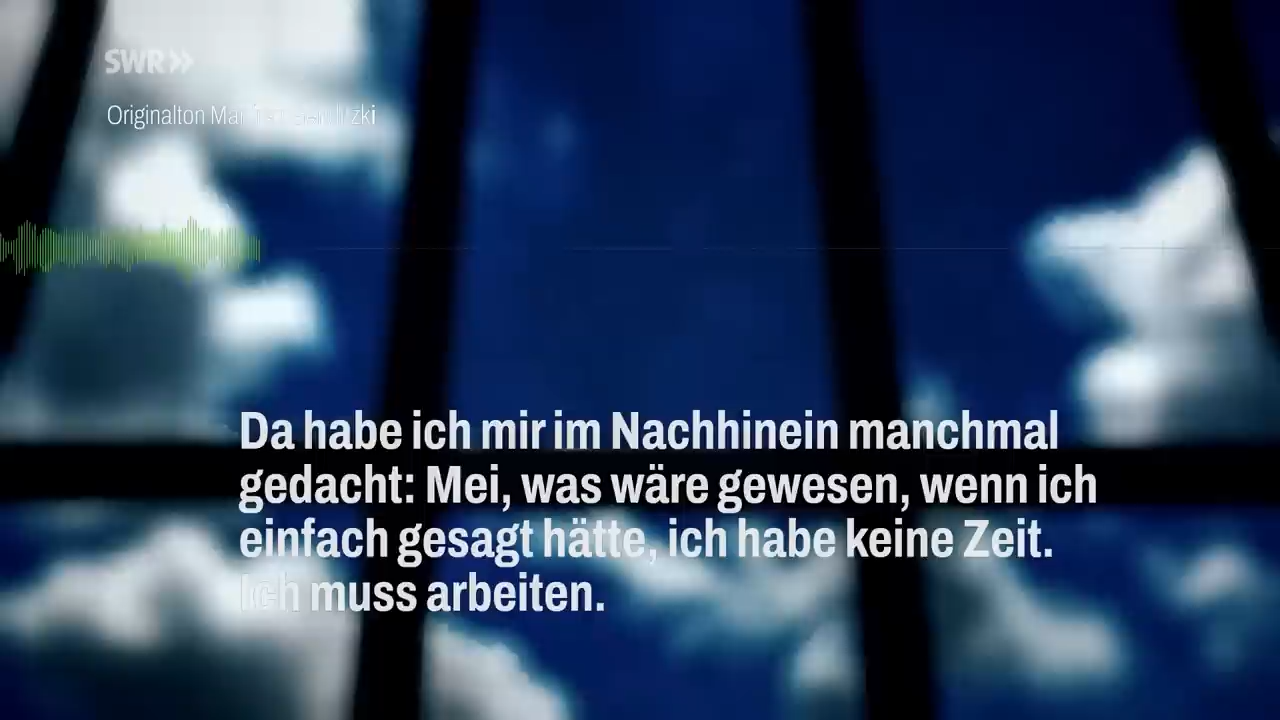 SWR»
Originalton
Da habe ich mir im Nachhinein manchmal
gedacht: Mei, was wäre gewesen, wenn ich
einfach gesagt hätte, ich habe keine Zeit.
Ich muss arbeiten.